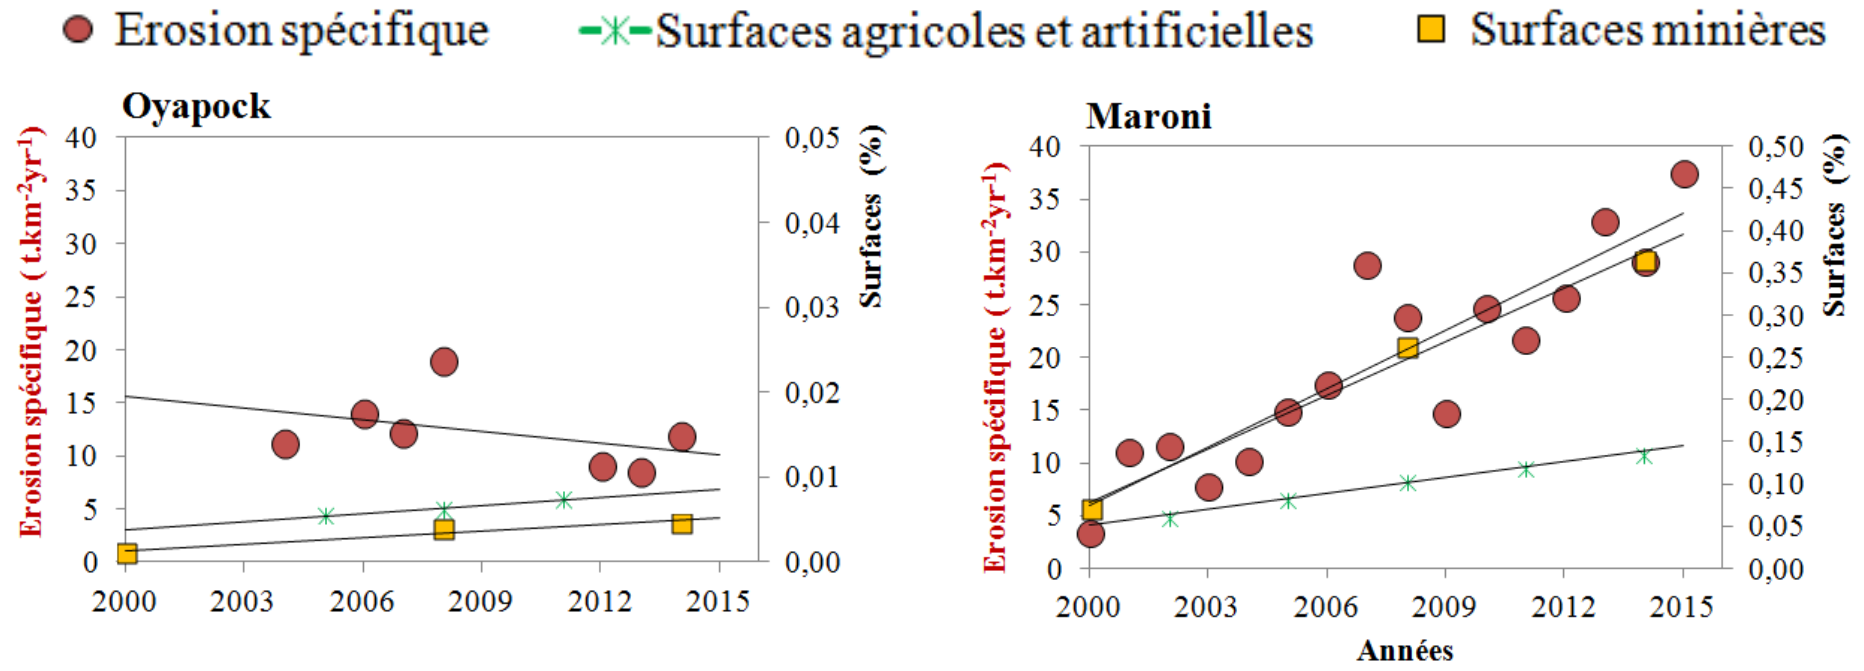 Erosion spécifique
Surfaces agricoles et artificielles
Surfaces minières
Oyapock
Erosion spécifique ( t.km-2yr-1)
40
35
30
25
20
15
10
5
0
0,05
0,04
0,03
0,02
0,01
0,00
Surfaces (%)
2000 2003 2006 2009 2012 2015
Maroni
Erosion spécifique ( t.km-2yr-1)
40
35
30
25
20
15
10
5
0
0,50
0,45
0,40
0,35
0,30
0,25
0,20
0,15
0,10
0,05
0,00
Surfaces (%)
2000 2003 2006 2009 2012 2015
Années